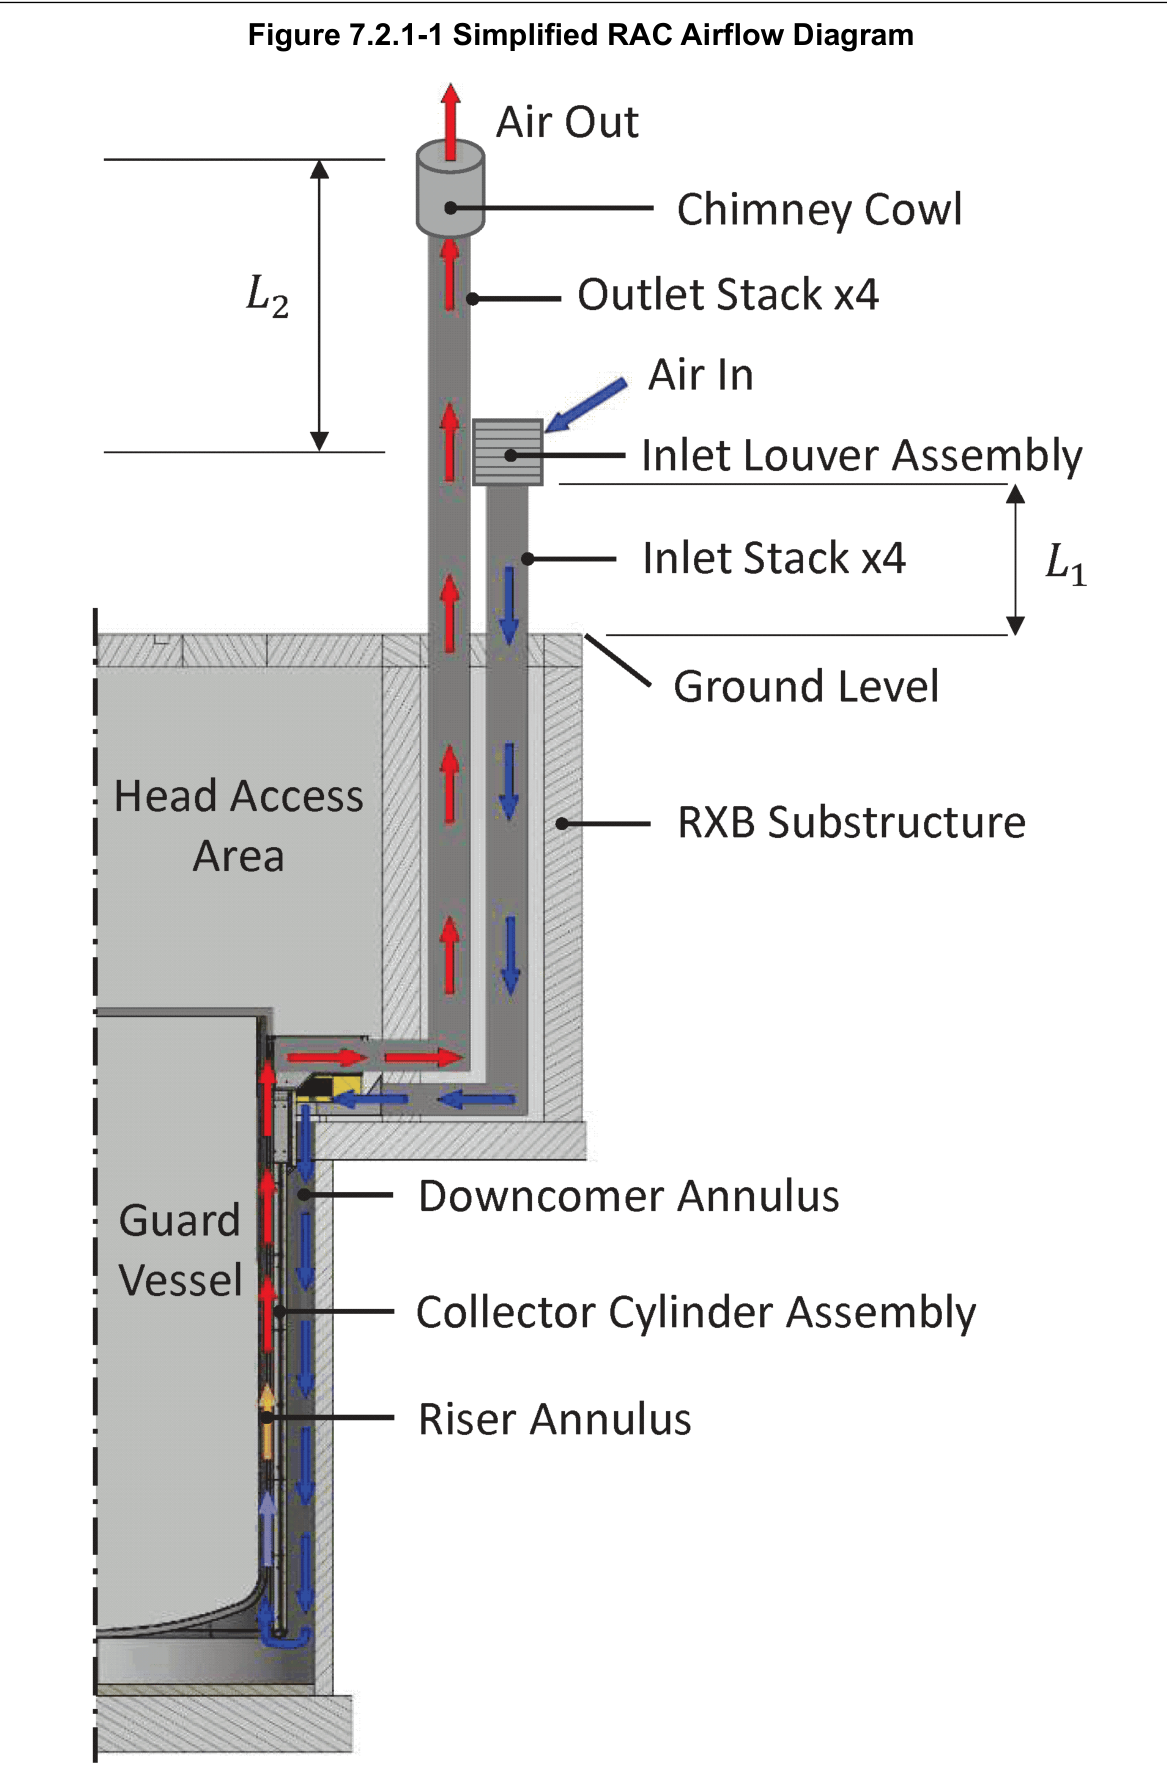 Figure 7.2.1-1 Simplified RAC Airflow Diagram
Air Out
Chimney Cowl
L₂
Outlet Stack x4
Air In
Inlet Louver Assembly
Inlet Stack x4
L₁
Ground Level
Head Access
Area
RXB Substructure
Downcomer Annulus
Guard
Vessel
Collector Cylinder Assembly
Riser Annulus